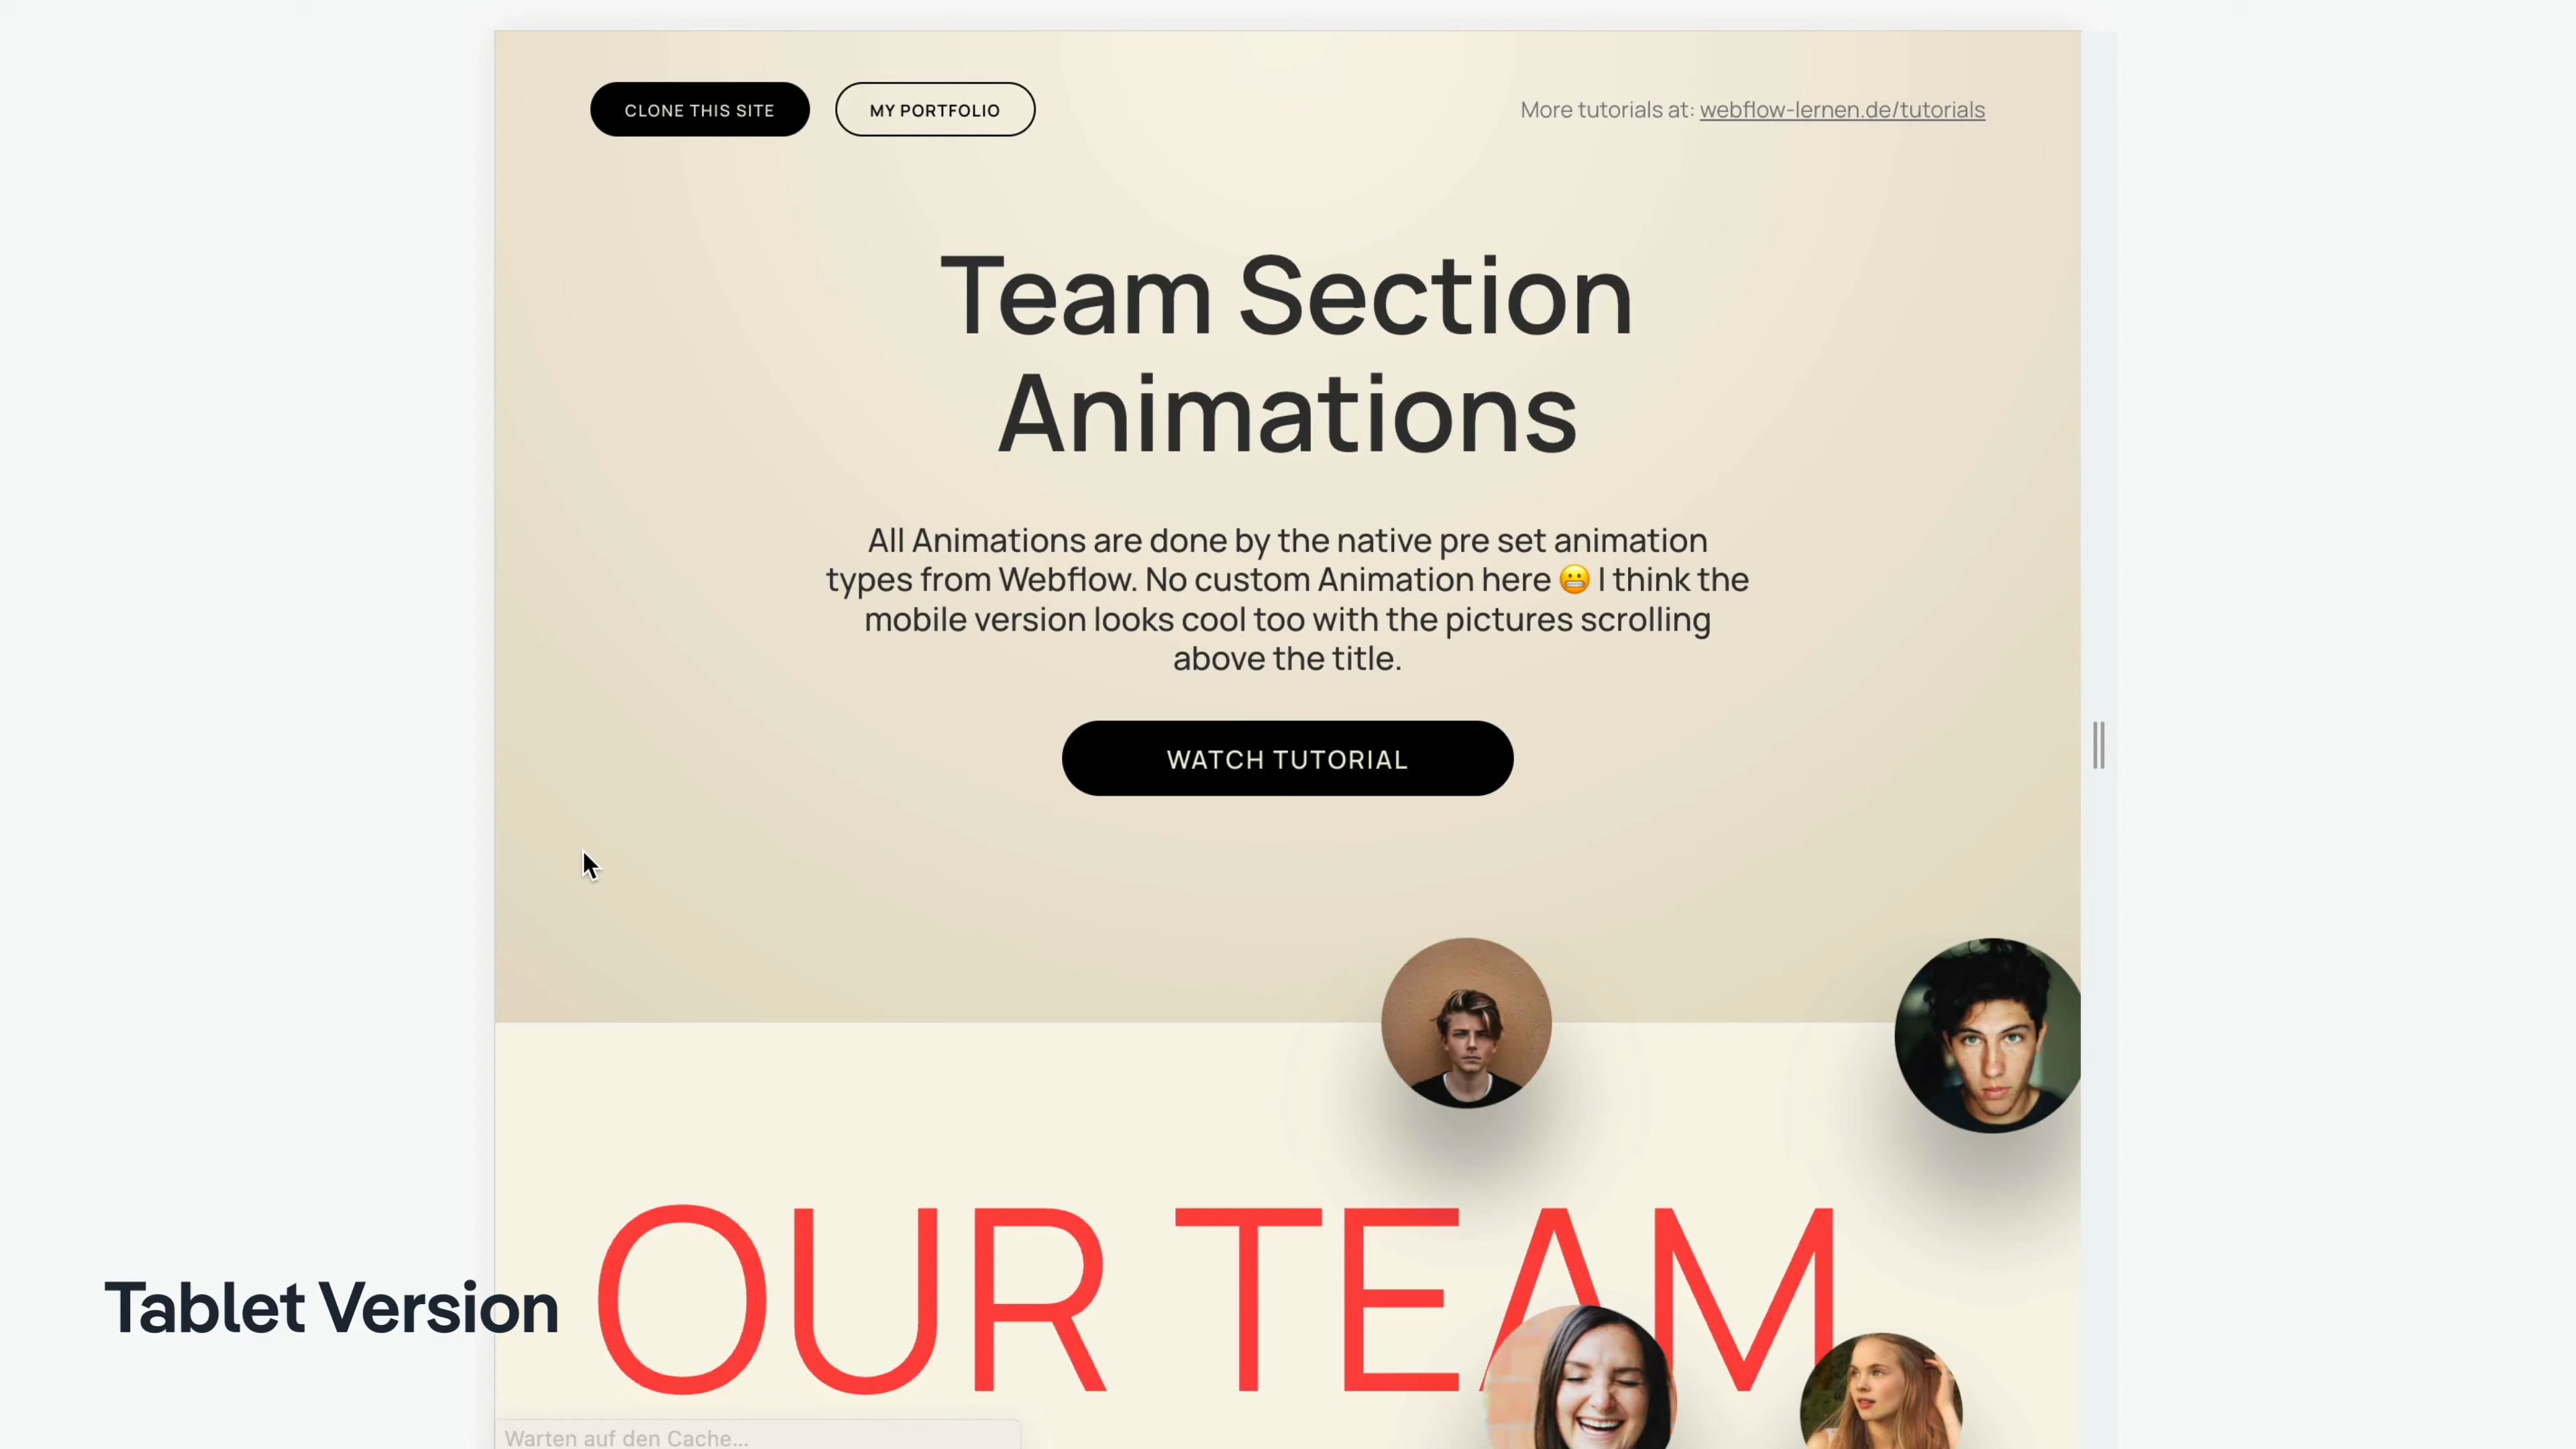 CLONE THIS SITE
MY PORTFOLIO
More tutorials at: webflow-lernen.de/tutorials
Team Section
Animations
All Animations are done by the native pre set animation
types from Webflow. No custom Animation here 😬 I think the
mobile version looks cool too with the pictures scrolling
above the title.
WATCH TUTORIAL
OUR TEAM
Tablet Version
Warten auf den Cache...